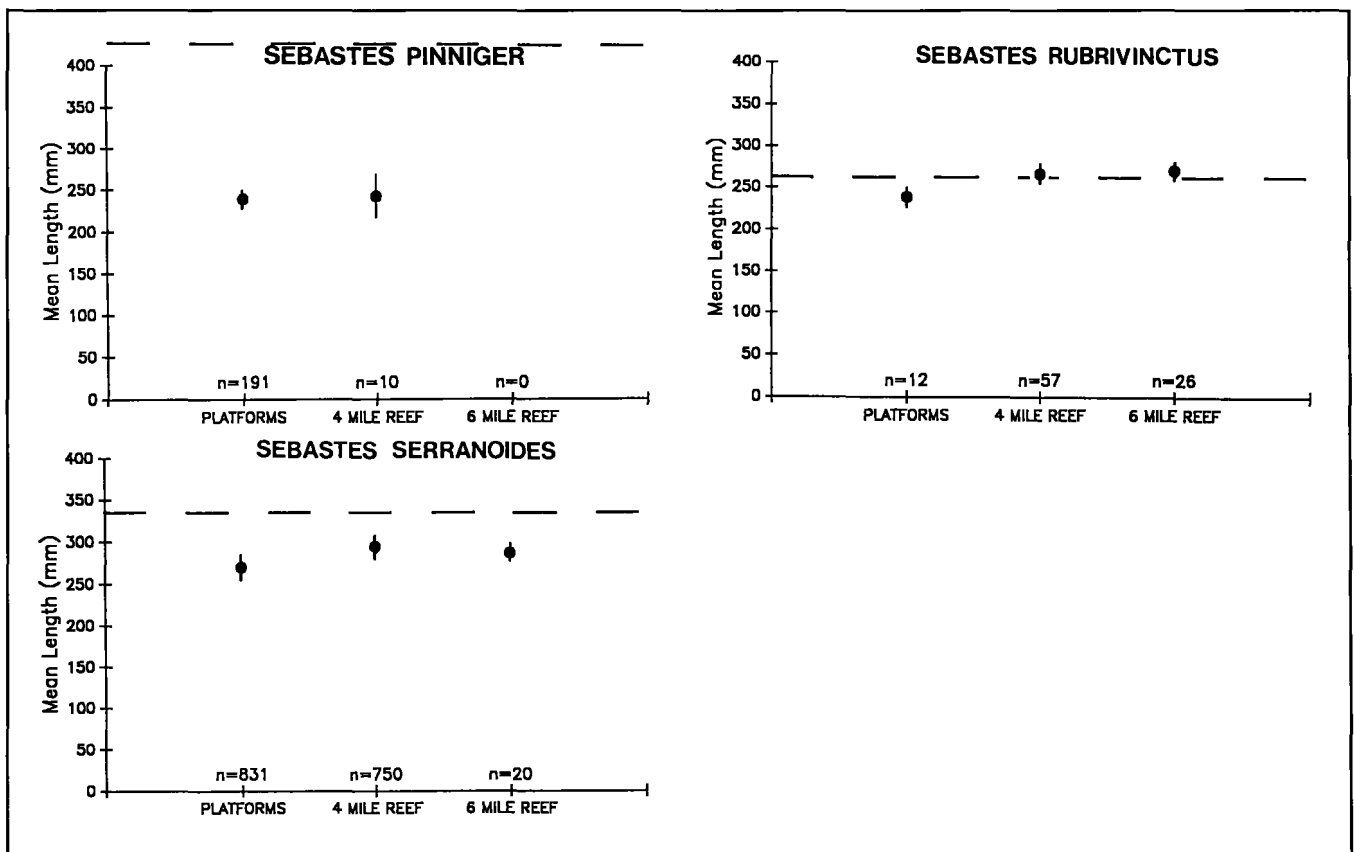 SEBASTES PINNIGER
400
350
300
250
200
150
100
50
0
Mean Length (mm)
n=191 n=10 n=0
PLATFORMS 4 MILE REEF 6 MILE REEF
SEBASTES RUBRIVINCTUS
400
350
300
250
200
150
100
50
0
Mean Length (mm)
n=12 n=57 n=26
PLATFORMS 4 MILE REEF 6 MILE REEF
SEBASTES SERRANOIDES
400
350
300
250
200
150
100
50
0
Mean Length (mm)
n=831 n=750 n=20
PLATFORMS 4 MILE REEF 6 MILE REEF